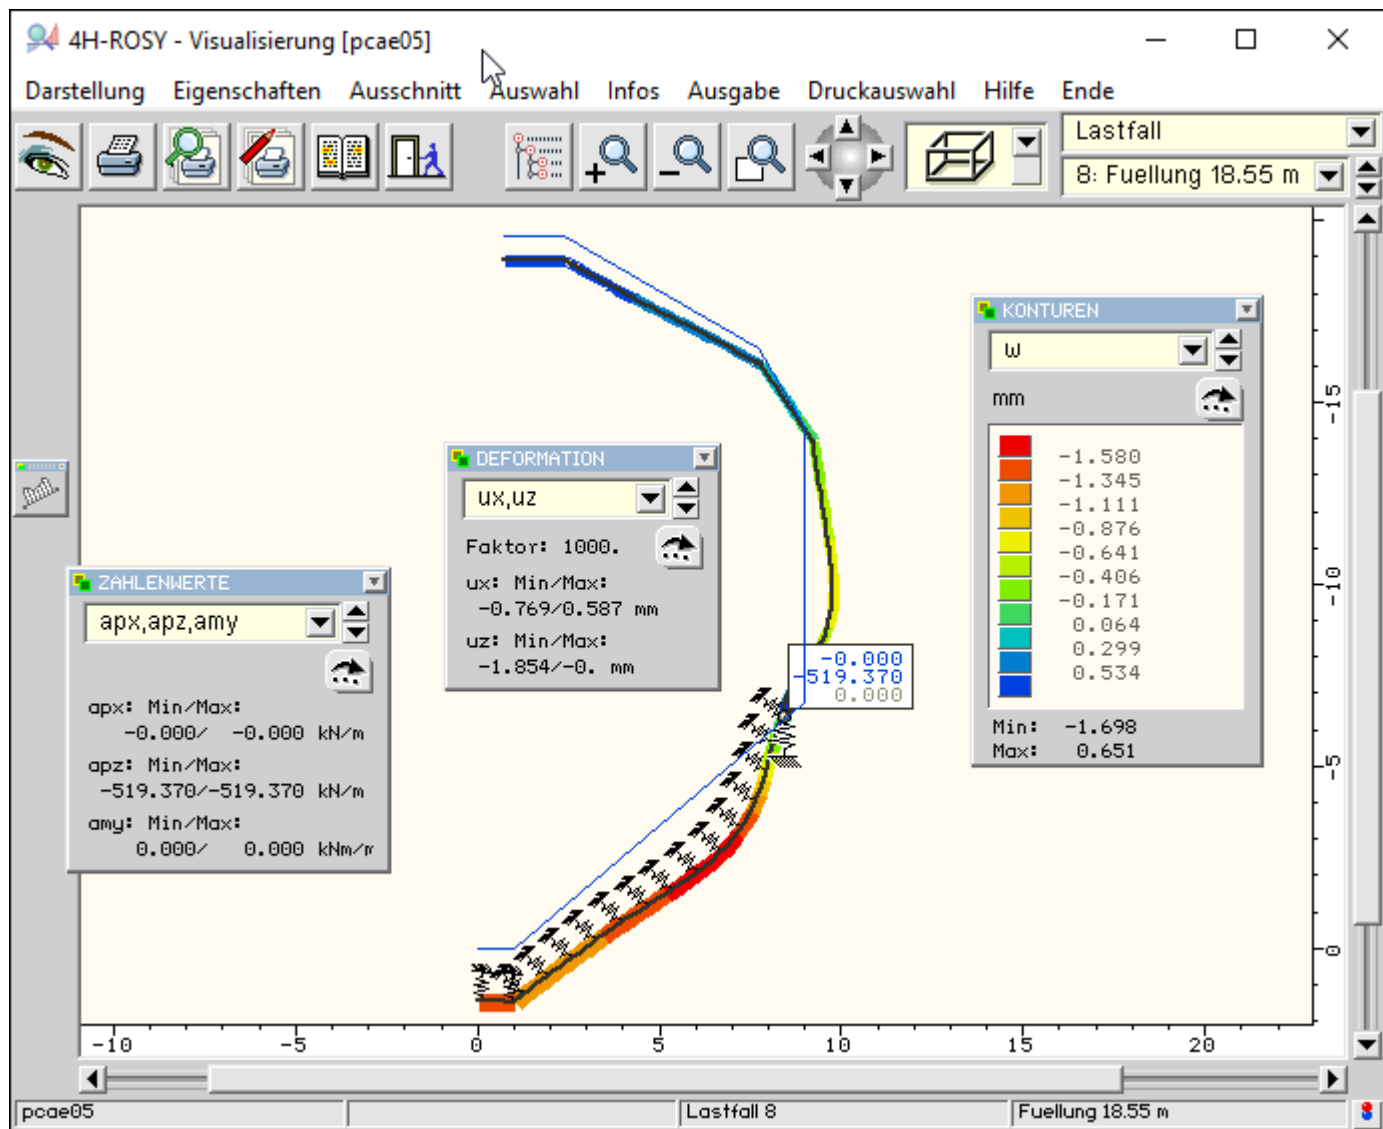 4H-ROSY - Visualisierung [pcae05]
Darstellung Eigenschaften Ausschnitt Auswahl Infos Ausgabe Druckauswahl Hilfe Ende
Lastfall
8: Fuellung 18.55 m
KONTUREN
w
mm
-1.580
-1.345
-1.111
-0.876
-0.641
-0.406
-0.171
0.064
0.299
0.534
Min: -1.698
Max: 0.651
DEFORMATION
ux,uz
Faktor: 1000.
ux: Min/Max:
-0.769/0.587 mm
uz: Min/Max:
-1.854/-0. mm
ZAHLENWERTE
apx,apz,amy
apx: Min/Max:
-0.000/ -0.000 kN/m
apz: Min/Max:
-519.370/-519.370 kN/m
amy: Min/Max:
0.000/ 0.000 kNm/m
-0.000
-519.370
0.000
-15
-10
-5
0
-10 -5 0 5 10 15 20
pcae05 Lastfall 8 Fuellung 18.55 m